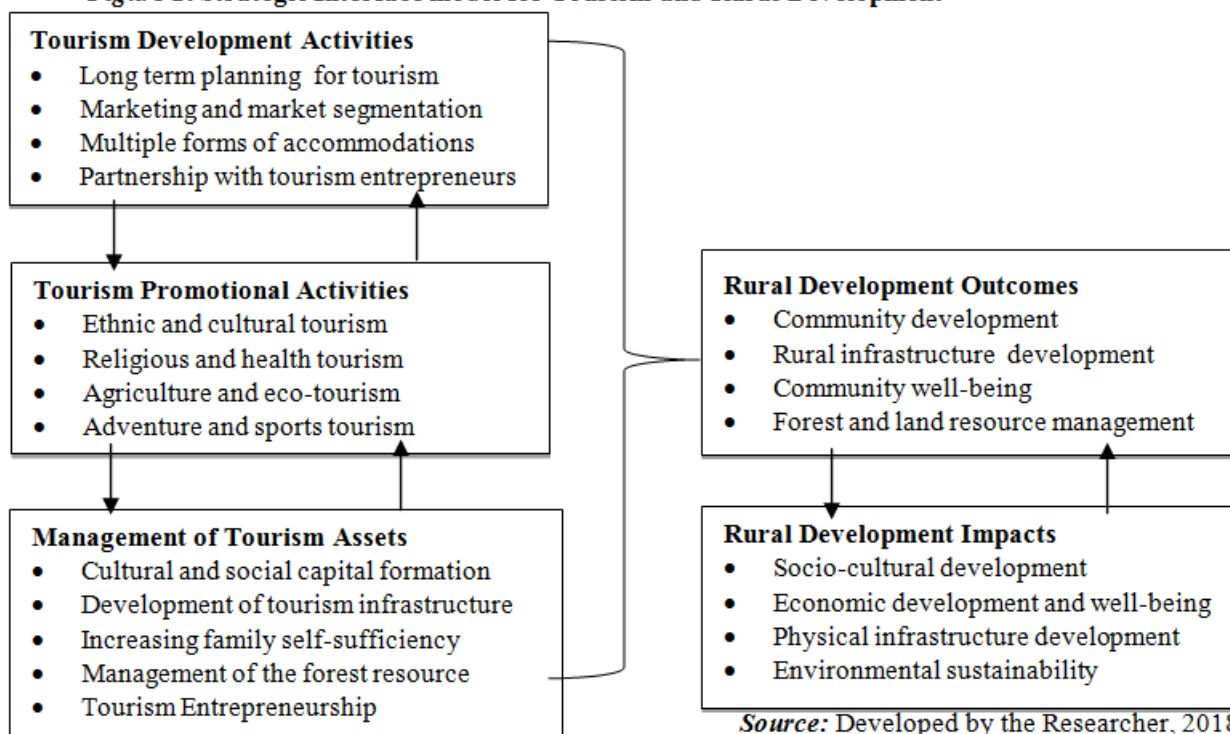 Tourism Development Activities
• Long term planning for tourism
• Marketing and market segmentation
• Multiple forms of accommodations
• Partnership with tourism entrepreneurs
Tourism Promotional Activities
• Ethnic and cultural tourism
• Religious and health tourism
• Agriculture and eco-tourism
• Adventure and sports tourism
Management of Tourism Assets
• Cultural and social capital formation
• Development of tourism infrastructure
• Increasing family self-sufficiency
• Management of the forest resource
• Tourism Entrepreneurship
Rural Development Outcomes
• Community development
• Rural infrastructure development
• Community well-being
• Forest and land resource management
Rural Development Impacts
• Socio-cultural development
• Economic development and well-being
• Physical infrastructure development
• Environmental sustainability
Source: Developed by the Researcher, 2018